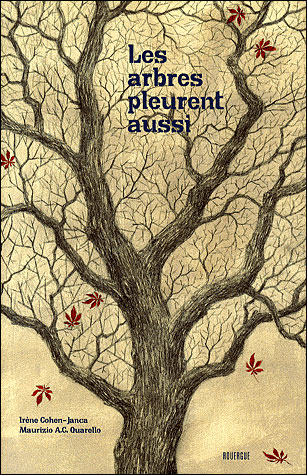 Les
arbres
pleurent
aussi
Irène Cohen-Janca
Maurizio A.C. Quarello
ROUERGUE